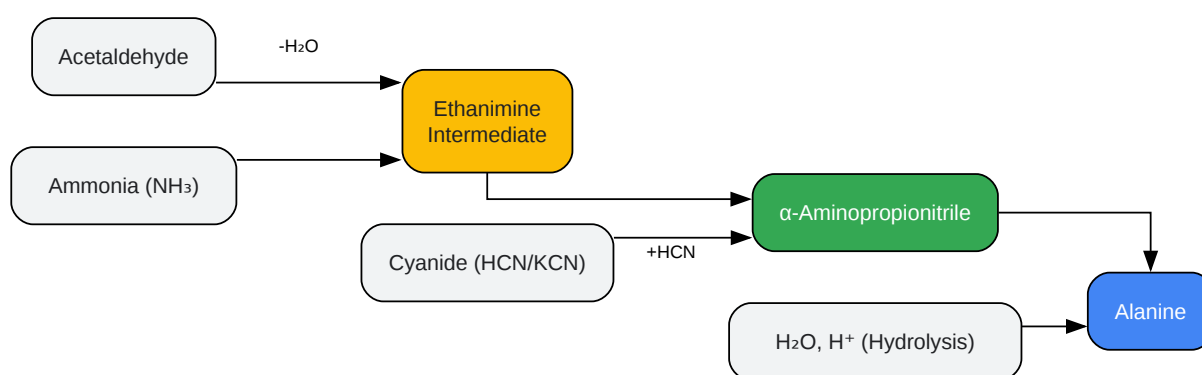 Acetaldehyde
-H₂O
Ethanimine
Intermediate
Ammonia (NH₃)
α-Aminopropionitrile
Cyanide (HCN/KCN)
+HCN
Alanine
H₂O, H⁺ (Hydrolysis)